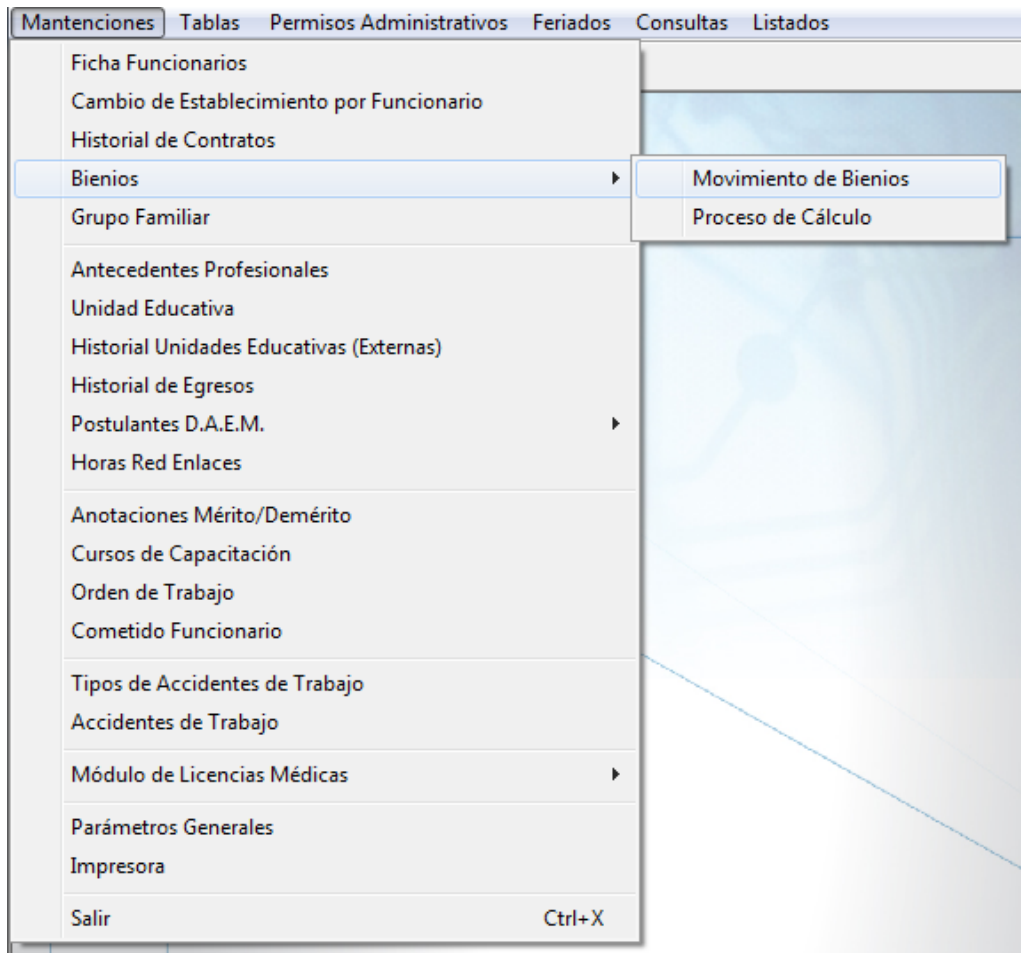 Mantenciones Tablas Permisos Administrativos Feriados Consultas Listados
Ficha Funcionarios
Cambio de Establecimiento por Funcionario
Historial de Contratos
Bienios
Movimiento de Bienios
Proceso de Cálculo
Grupo Familiar
Antecedentes Profesionales
Unidad Educativa
Historial Unidades Educativas (Externas)
Historial de Egresos
Postulantes D.A.E.M.
Horas Red Enlaces
Anotaciones Mérito/Demérito
Cursos de Capacitación
Orden de Trabajo
Cometido Funcionario
Tipos de Accidentes de Trabajo
Accidentes de Trabajo
Módulo de Licencias Médicas
Parámetros Generales
Impresora
Salir Ctrl+X